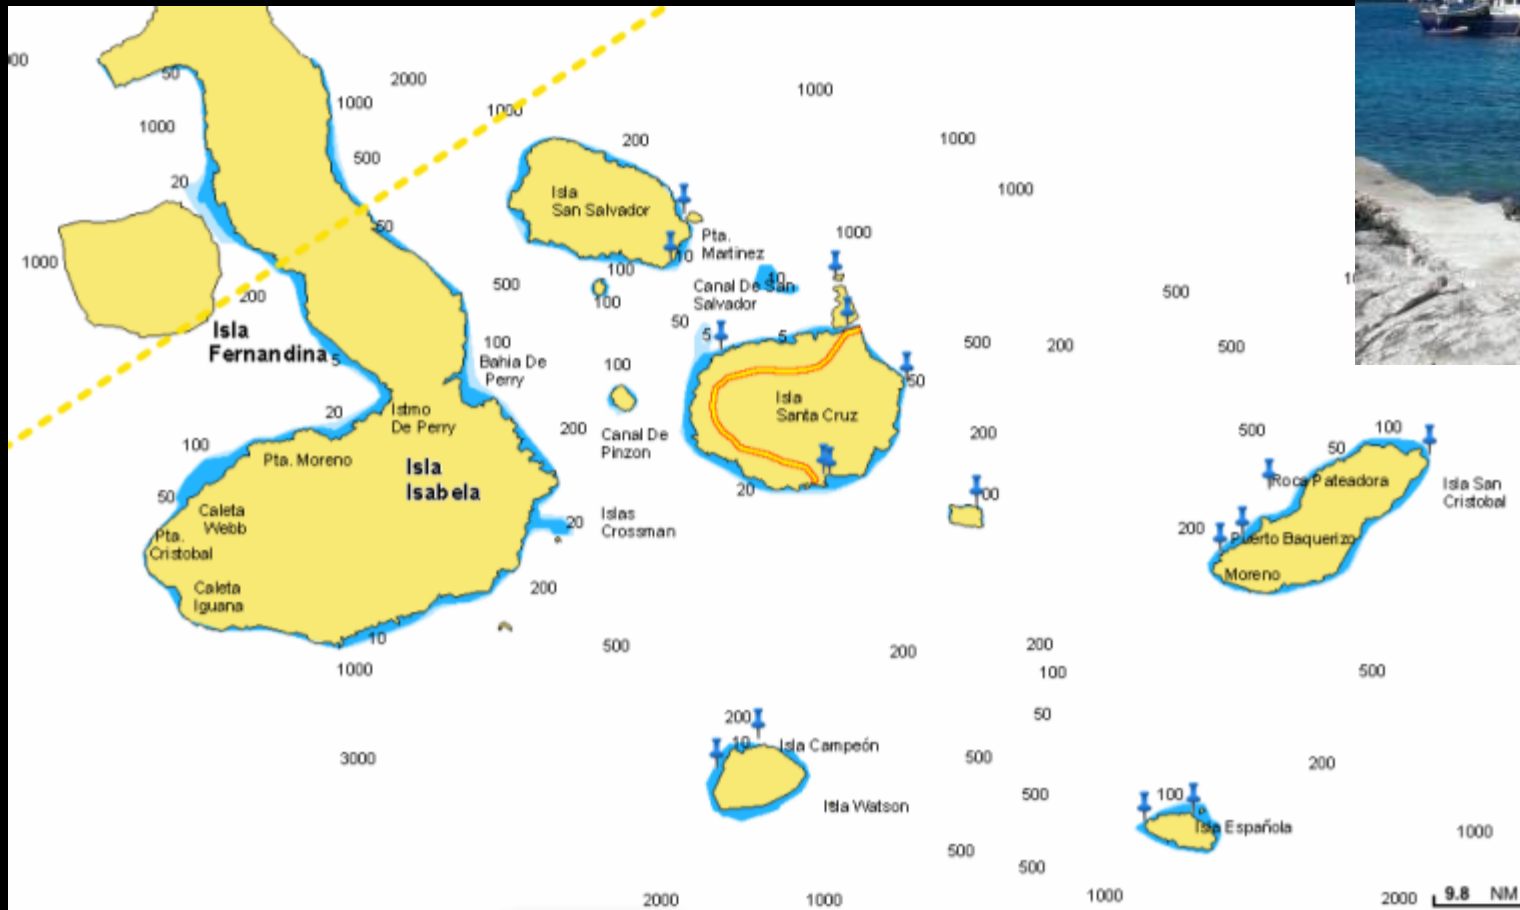 50
2000
1000
1000
1000
1000
200
1000
500
20
1000
Isla
San Salvador
50
Pta.
Martinez
1000
10
1000
100
500
Canal De San
Salvador
40
500
200
100
50
5
5
Isla
Fernandina
5
100
Bahia De
Perry
100
500
200
500
50
Isla
Santa Cruz
20
Istmo
De Perry
200
Canal De
Pinzon
200
500
50
100
100
Pta. Moreno
Isla
Isabela
20
Roca Pateadora
Isla San
Cristobal
50
Caleta
Webb
20
Islas
Crossman
200
Puerto Baquerizo
Moreno
Pta.
Cristobal
Caleta
Iguana
200
10
1000
500
200
200
100
500
50
200
10
Isla Campeón
3000
500
200
500
100
Isla Watson
Isla Española
1000
500
500
2000
1000
1000
2000
9.8 NM